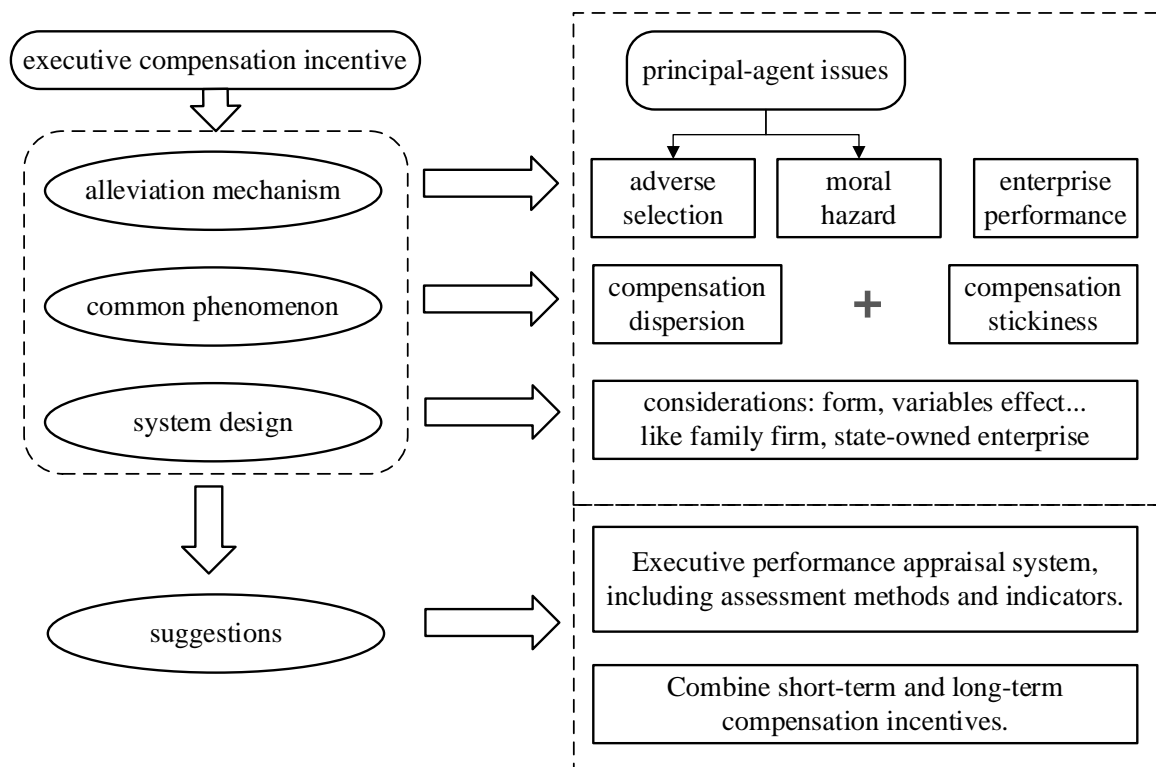 executive compensation incentive
principal-agent issues
alleviation mechanism
adverse
selection
moral
hazard
enterprise
performance
common phenomenon
compensation
dispersion
+
compensation
stickiness
system design
considerations: form, variables effect...
like family firm, state-owned enterprise
suggestions
Executive performance appraisal system,
including assessment methods and indicators.
Combine short-term and long-term
compensation incentives.